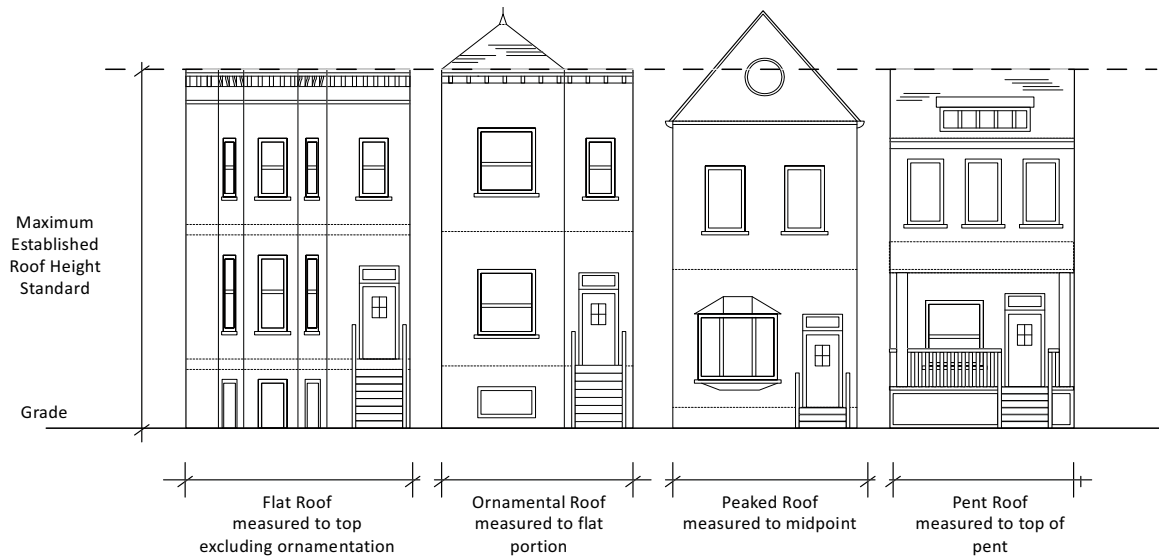 Maximum
Established
Roof Height
Standard
Grade
Flat Roof
measured to top
excluding ornamentation
Ornamental Roof
measured to flat
portion
Peaked Roof
measured to midpoint
Pent Roof
measured to top of
pent